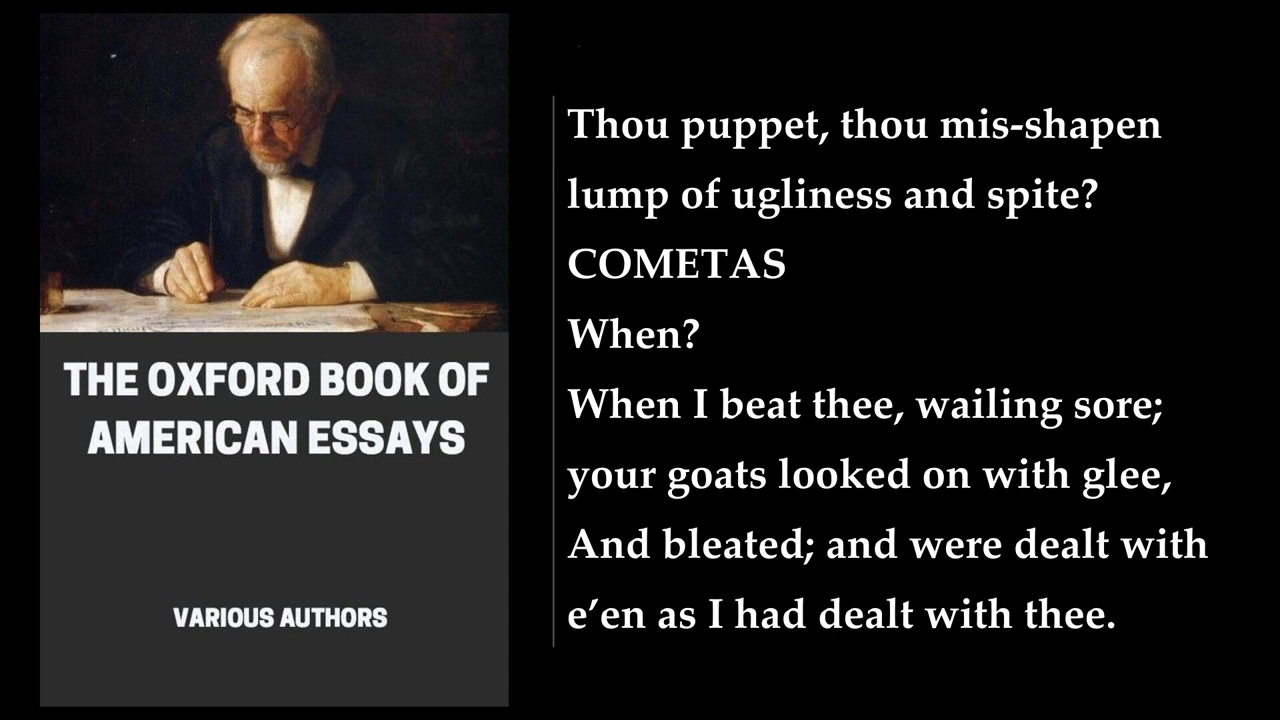 THE OXFORD BOOK OF
AMERICAN ESSAYS
VARIOUS AUTHORS
Thou puppet, thou mis-shapen
lump of ugliness and spite?
COMETAS
When?
When I beat thee, wailing sore;
your goats looked on with glee,
And bleated; and were dealt with
e’en as I had dealt with thee.